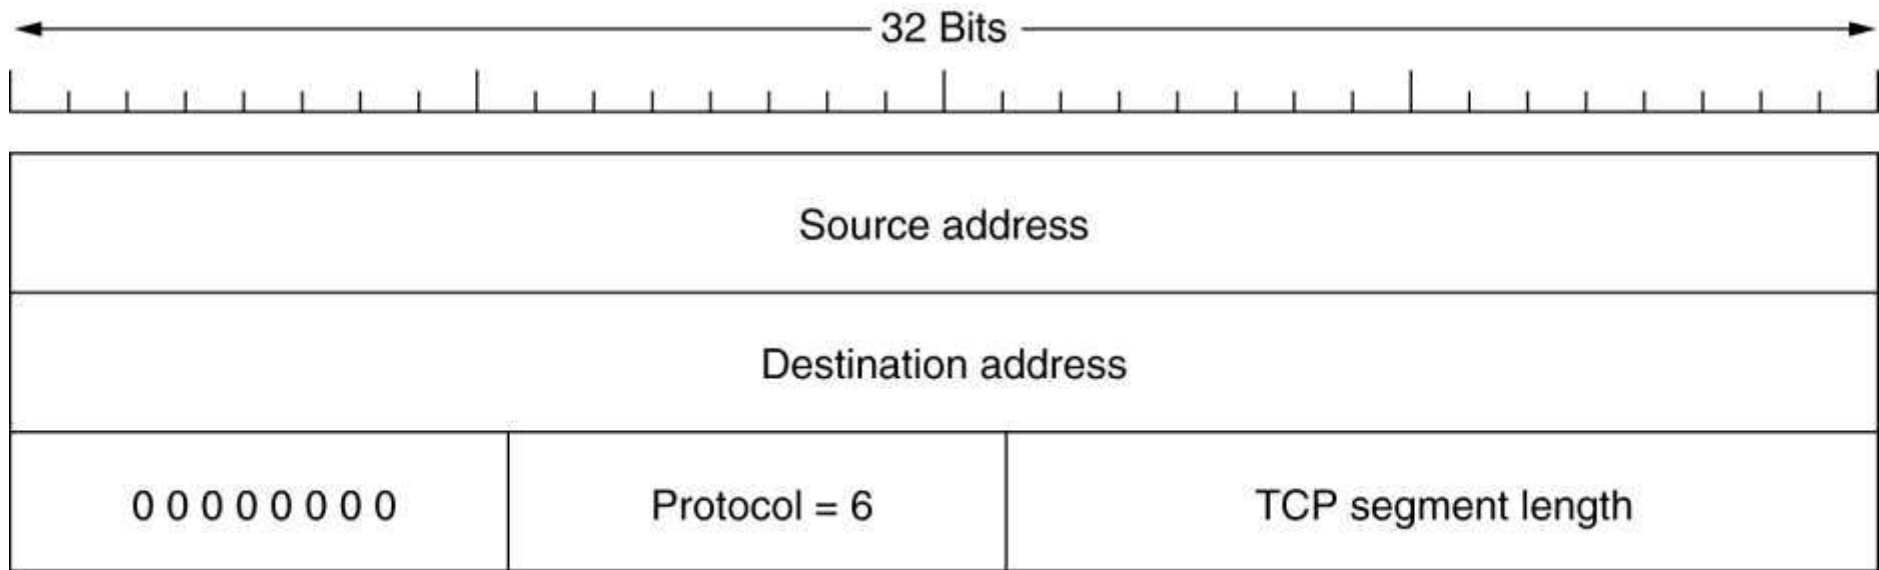 32 Bits
Source address
Destination address
0 0 0 0 0 0 0 0 Protocol = 6 TCP segment length